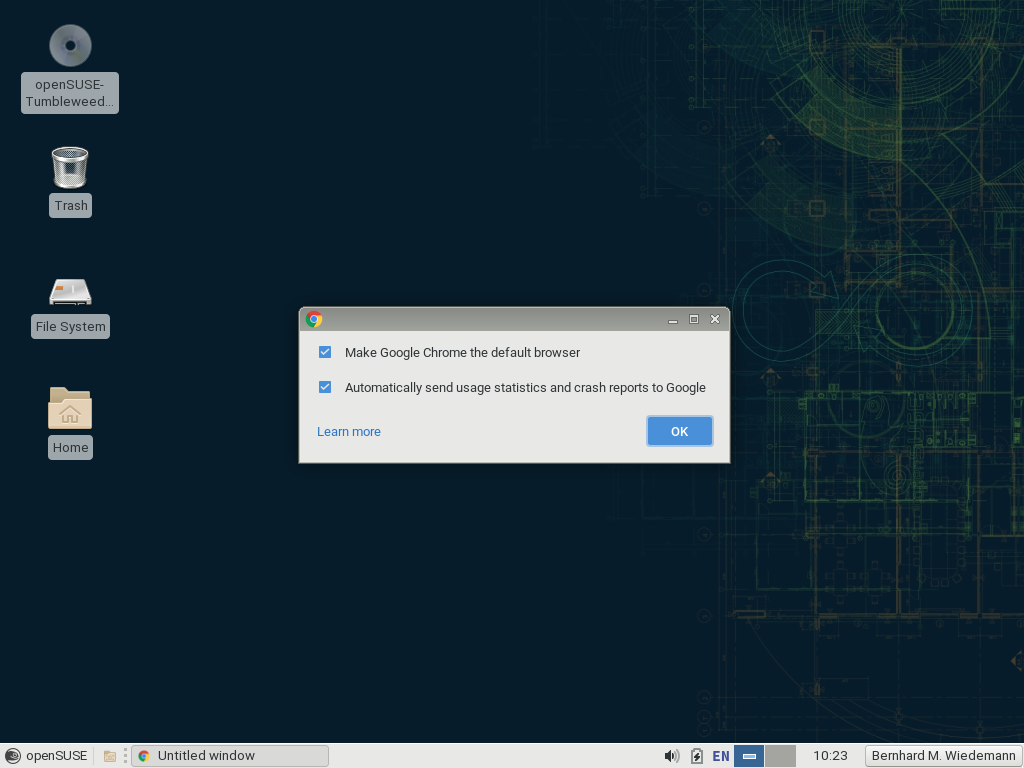 openSUSE-
Tumbleweed...
Trash
File System
Home
Make Google Chrome the default browser
Automatically send usage statistics and crash reports to Google
Learn more
OK
openSUSE
Untitled window
EN
10:23
Bernhard M. Wiedemann